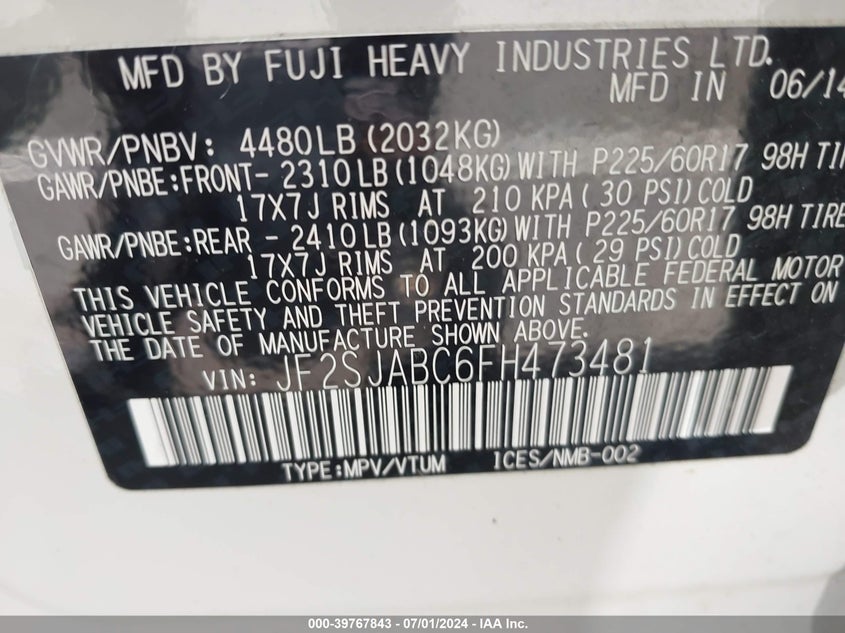 MFD BY FUJI HEAVY INDUSTRIES LTD.
MFD IN 06/14
GVWR/PNBV: 4480LB(2032KG)
GAWR/PNBE:FRONT- 2310LB(1048KG)WITH P225/60R17 98H TIR
17X7J RIMS AT 210 KPA(30 PSI)COLD
GAWR/PNBE:REAR - 2410LB(1093KG)WITH P225/60R17 98H TIRE
17X7J RIMS AT 200 KPA(29 PSI)COLD
THIS VEHICLE CONFORMS TO ALL APPLICABLE FEDERAL MOTOR
VEHICLE SAFETY AND THEFT PREVENTION STANDARDS IN EFFECT ON
THE DATE OF MANUFACTURE SHOWN ABOVE.
VIN: JF2SJABC6FH473481
TYPE:MPV/VTUM ICES/NMB-002
000-39767843 - 07/01/2024 - IAAI.com